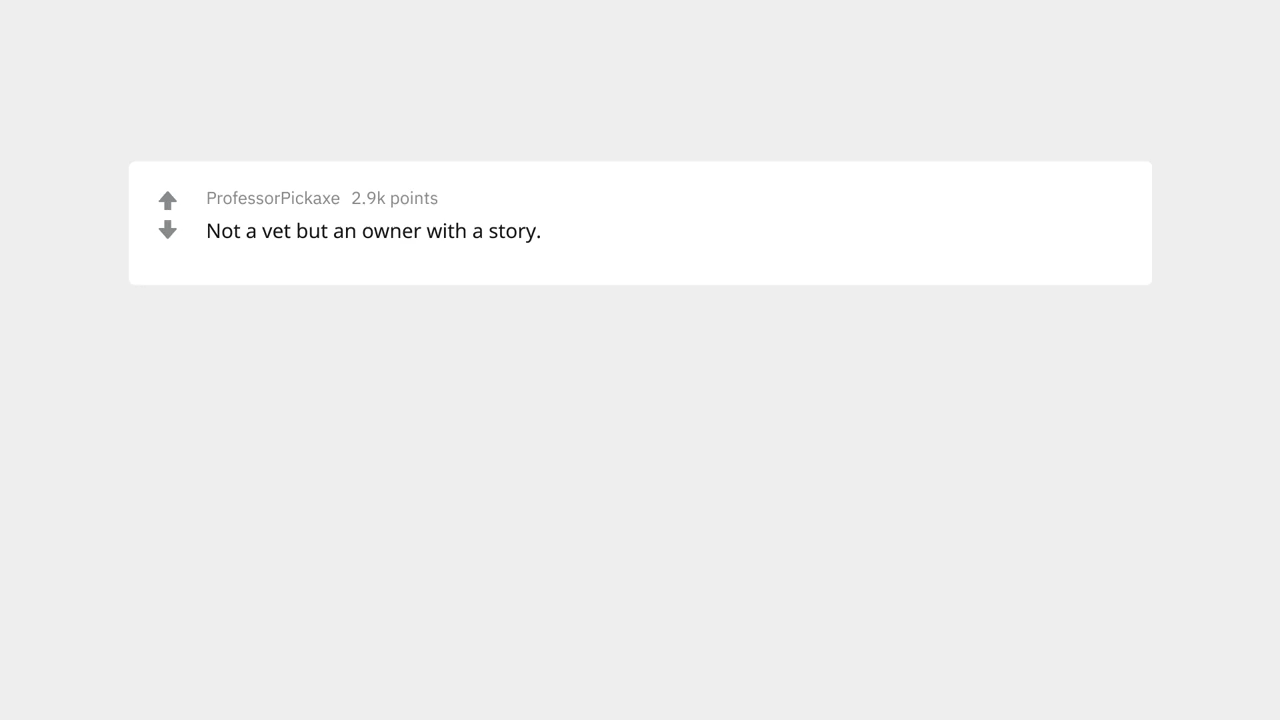 ProfessorPickaxe 2.9k points
Not a vet but an owner with a story.